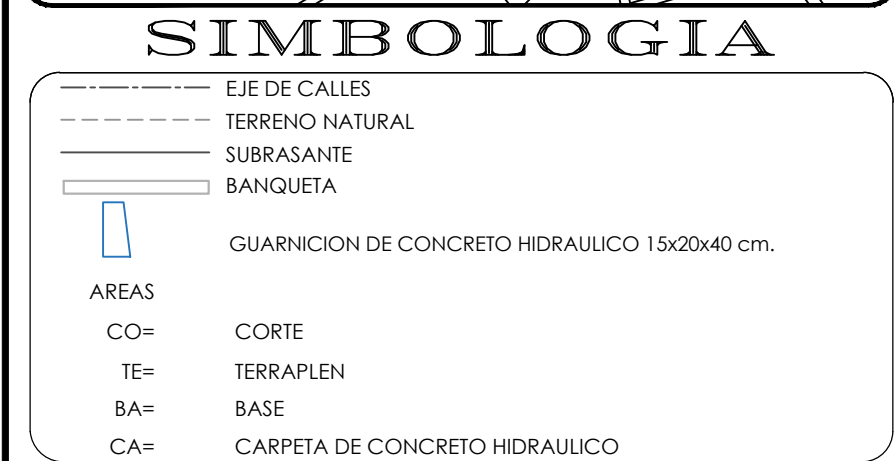 SIMBOLOGIA
EJE DE CALLES
TERRENO NATURAL
SUBRASANTE
BANQUETA
GUARNICION DE CONCRETO HIDRAULICO 15x20x40 cm.
AREAS
CO= CORTE
TE= TERRAPLEN
BA= BASE
CA= CARPETA DE CONCRETO HIDRAULICO